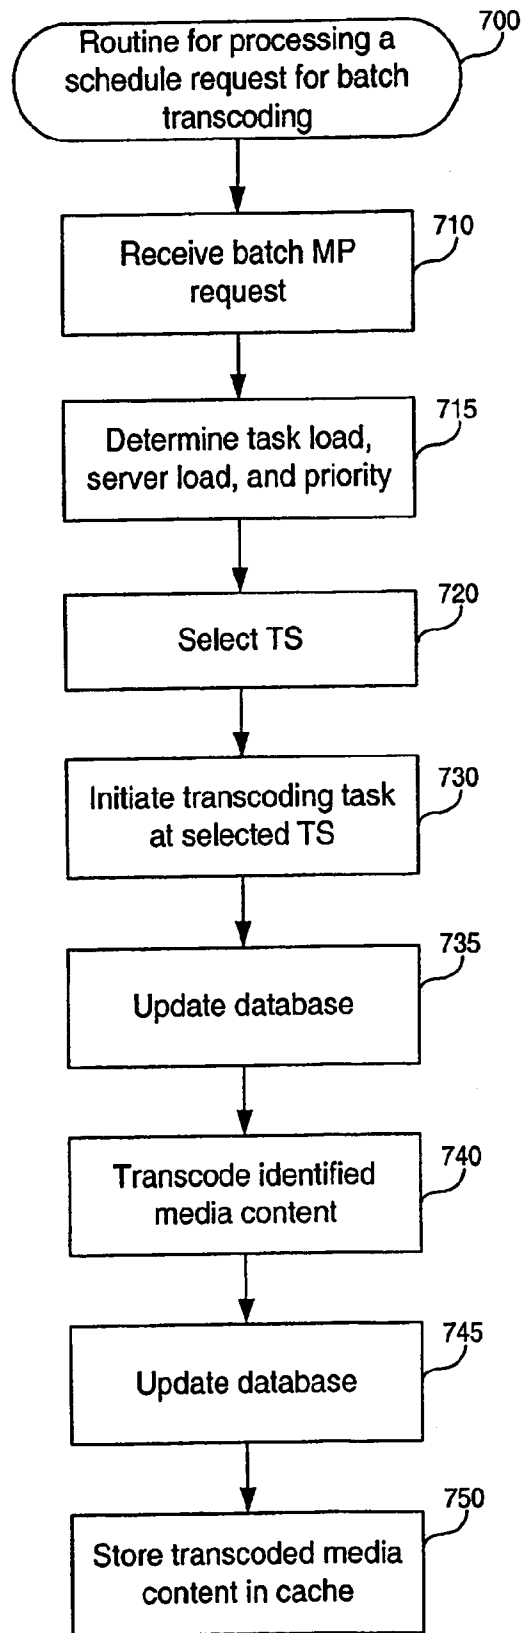 700
Routine for processing a
schedule request for batch
transcoding
710
Receive batch MP
request
715
Determine task load,
server load, and priority
720
Select TS
730
Initiate transcoding task
at selected TS
735
Update database
740
Transcode identified
media content
745
Update database
750
Store transcoded media
content in cache